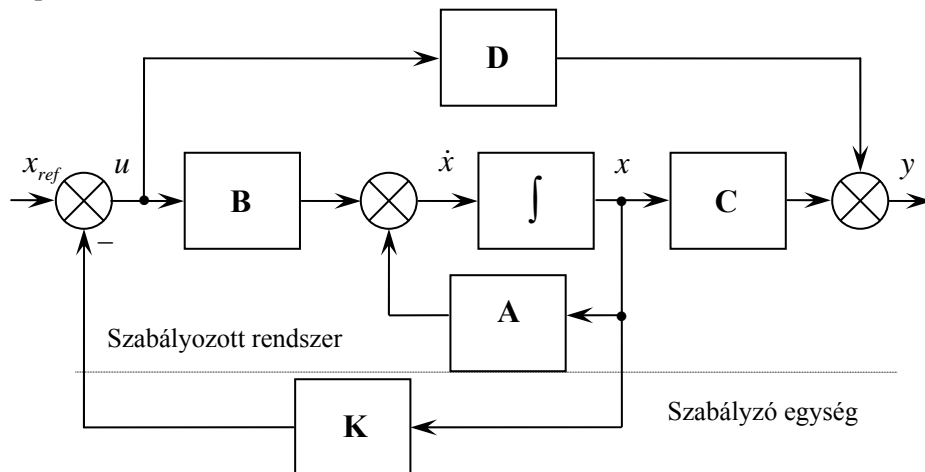 D
x_ref u B ẋ ∫ x C y
−
A
Szabályozott rendszer
Szabályzó egység
K